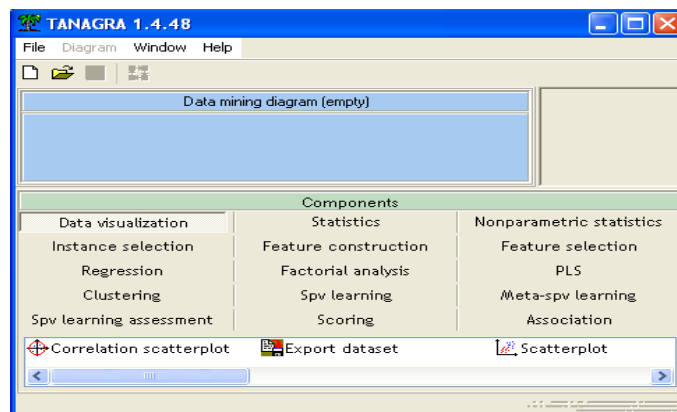 TANAGRA 1.4.48
File Diagram Window Help
Data mining diagram (empty)
Components
Data visualization Statistics Nonparametric statistics
Instance selection Feature construction Feature selection
Regression Factorial analysis PLS
Clustering Spv learning Meta-spv learning
Spv learning assessment Scoring Association
Correlation scatterplot Export dataset Scatterplot